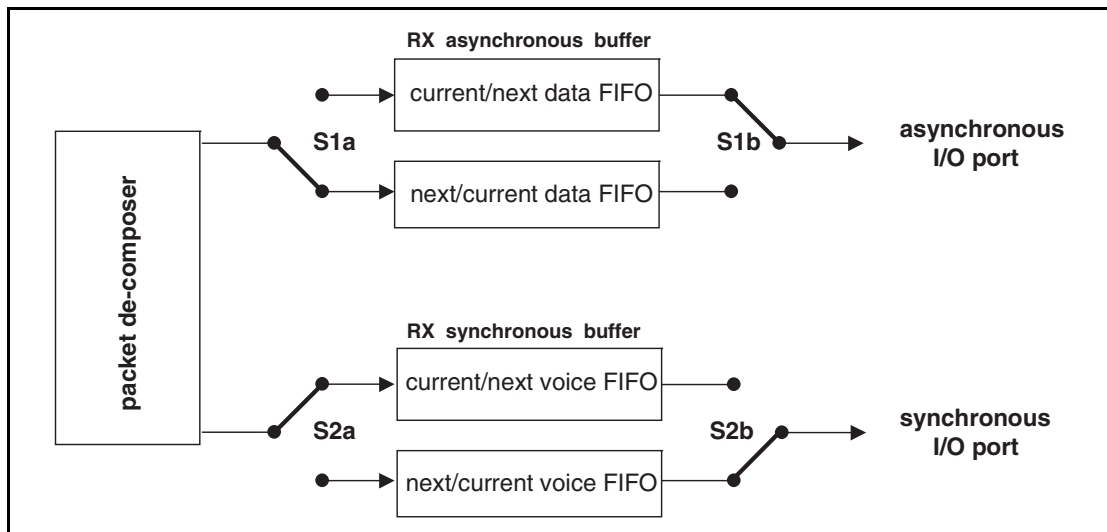 RX asynchronous buffer
current/next data FIFO
S1a
S1b
asynchronous
I/O port
next/current data FIFO
packet de-composer
RX synchronous buffer
current/next voice FIFO
S2a
S2b
synchronous
I/O port
next/current voice FIFO